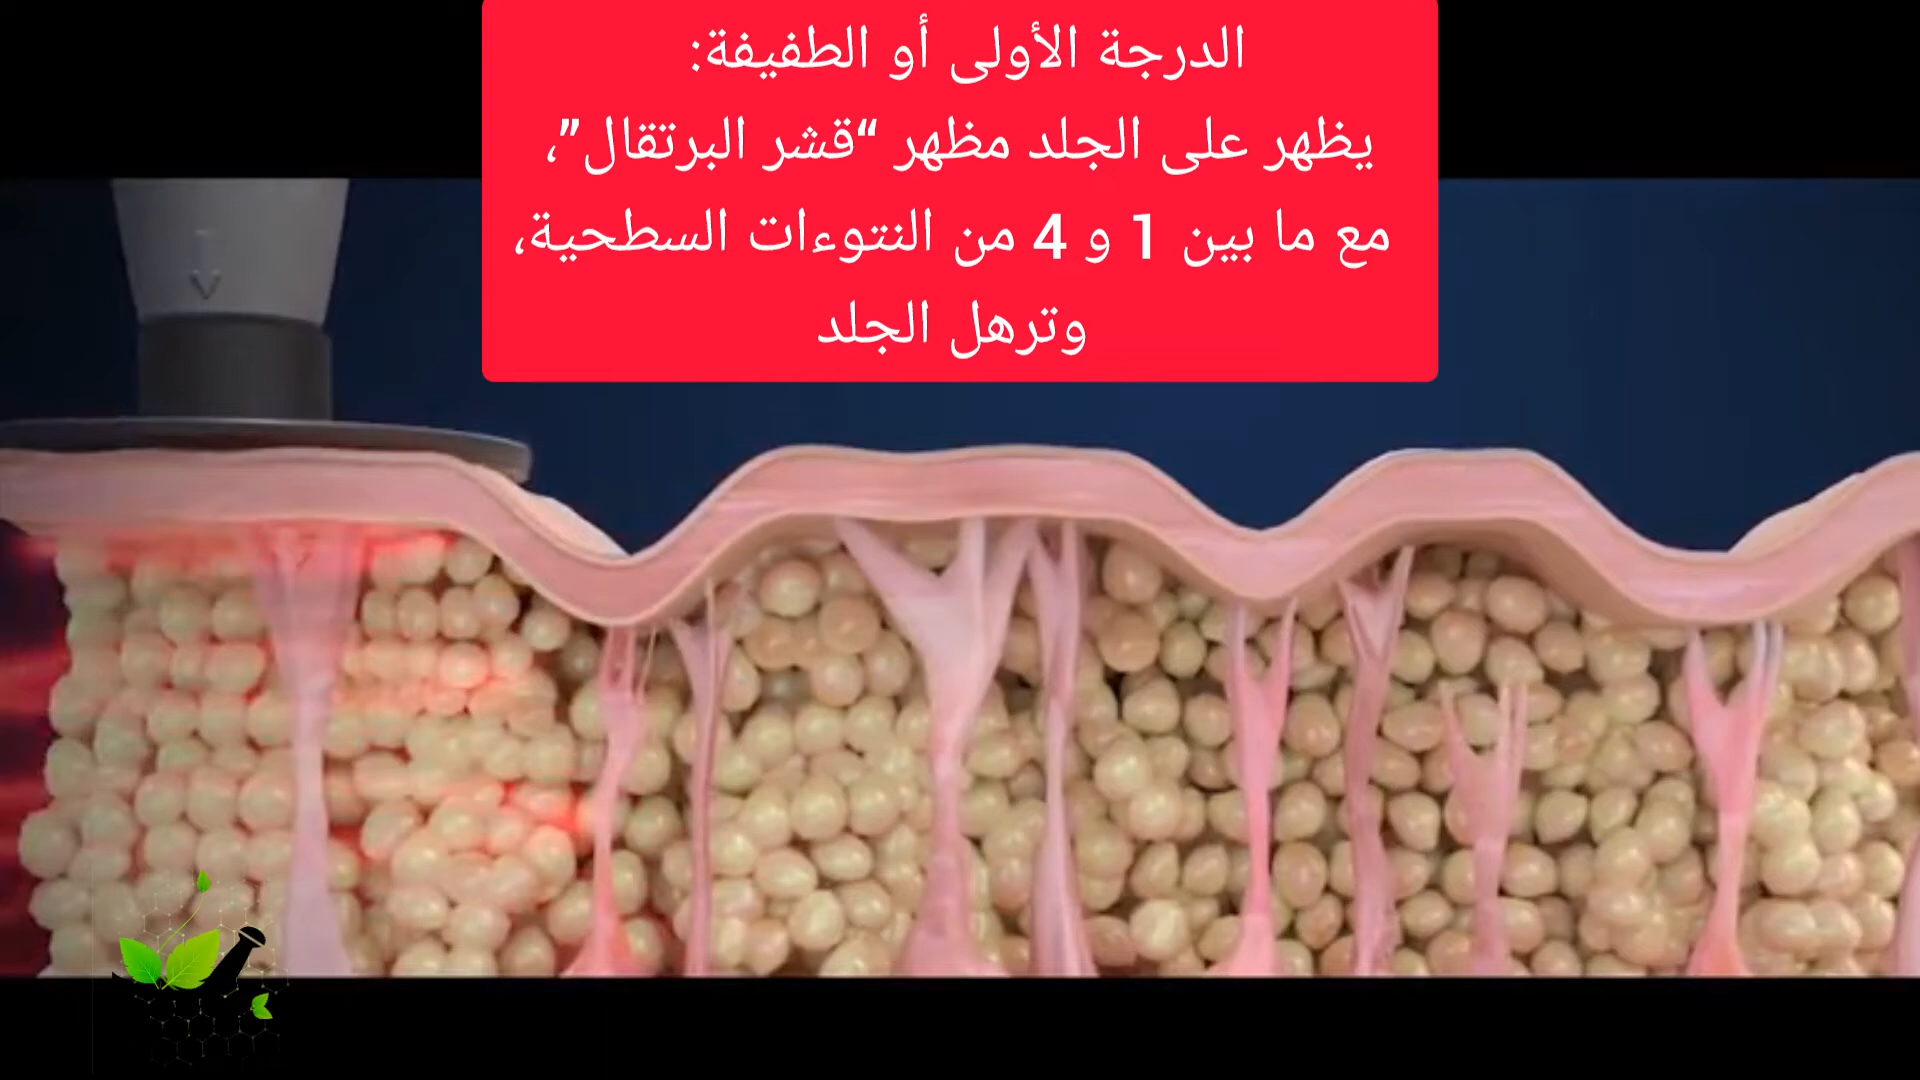 الدرجة الأولى أو الطفيفة:
يظهر على الجلد مظهر “قشر البرتقال”،
مع ما بين 1 و 4 من النتوءات السطحية،
وترهل الجلد